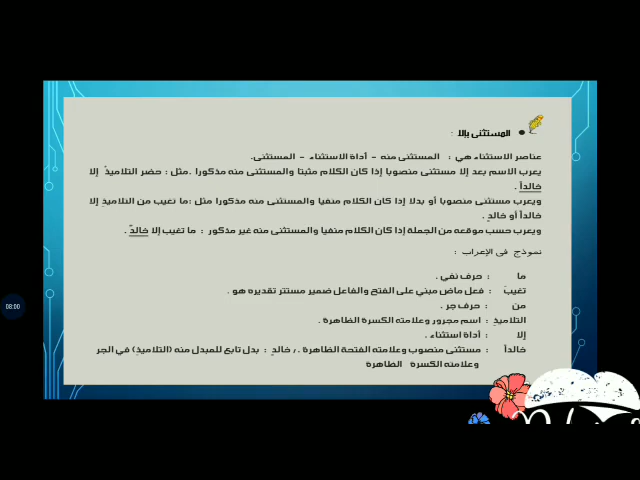 المستثنى بإلا :
عناصر الاستثناء هي : المستثنى منه - أداة الاستثناء - المستثنى.
يعرب الاسم بعد إلا مستثنى منصوبا إذا كان الكلام مثبتا والمستثنى منه مذكورا .مثل : حضر التلاميذُ إلا
خالداً .
ويعرب مستثنى منصوبا أو بدلا إذا كان الكلام منفيا والمستثنى منه مذكورا مثل :ما تغيب من التلاميذِ إلا
خالداً أو خالدٍ .
ويعرب حسب موقعه من الجملة إذا كان الكلام منفيا والمستثنى منه غير مذكور : ما تغيب إلا خالدٌ .
نموذج في الإعراب :
ما : حرف نفي .
تغيبَ : فعل ماض مبني على الفتح والفاعل ضمير مستتر تقديره هو .
من : حرف جر .
التلاميذِ : اسم مجرور وعلامته الكسرة الظاهرة .
إلا : أداة استثناء .
خالداً : مستثنى منصوب وعلامته الفتحة الظاهرة . ، خالدٍ : بدل تابع للمبدل منه (التلاميذِ) في الجر
وعلامته الكسرة الظاهرة
08:00